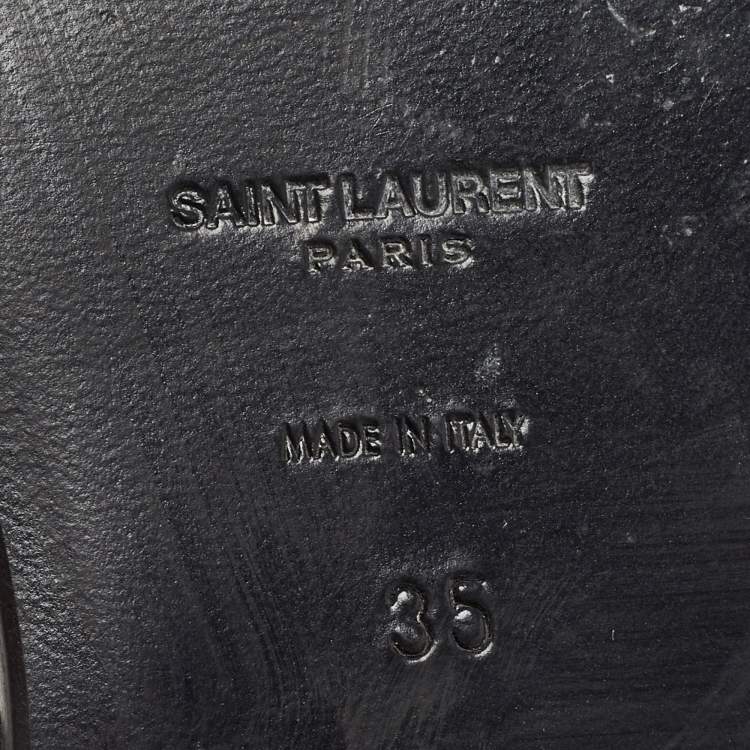 SAINT LAURENT
PARIS
MADE IN ITALY
35